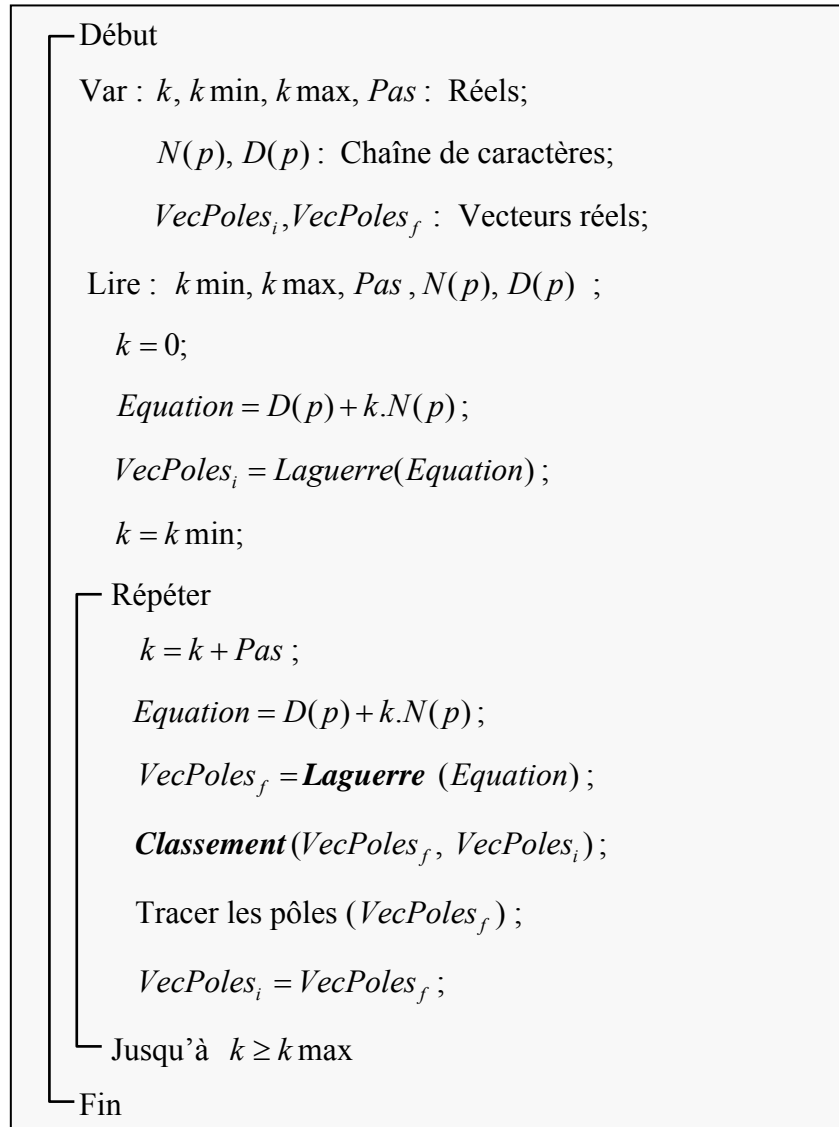 Début
Var : k, k min, k max, Pas : Réels;
N(p), D(p) : Chaîne de caractères;
VecPoles_i, VecPoles_f : Vecteurs réels;
Lire : k min, k max, Pas , N(p), D(p) ;
k = 0;
Equation = D(p) + k.N(p) ;
VecPoles_i = Laguerre(Equation) ;
k = k min;
Répéter
k = k + Pas ;
Equation = D(p) + k.N(p) ;
VecPoles_f = Laguerre (Equation) ;
Classement (VecPoles_f, VecPoles_i) ;
Tracer les pôles (VecPoles_f) ;
VecPoles_i = VecPoles_f ;
Jusqu’à k ≥ k max
Fin